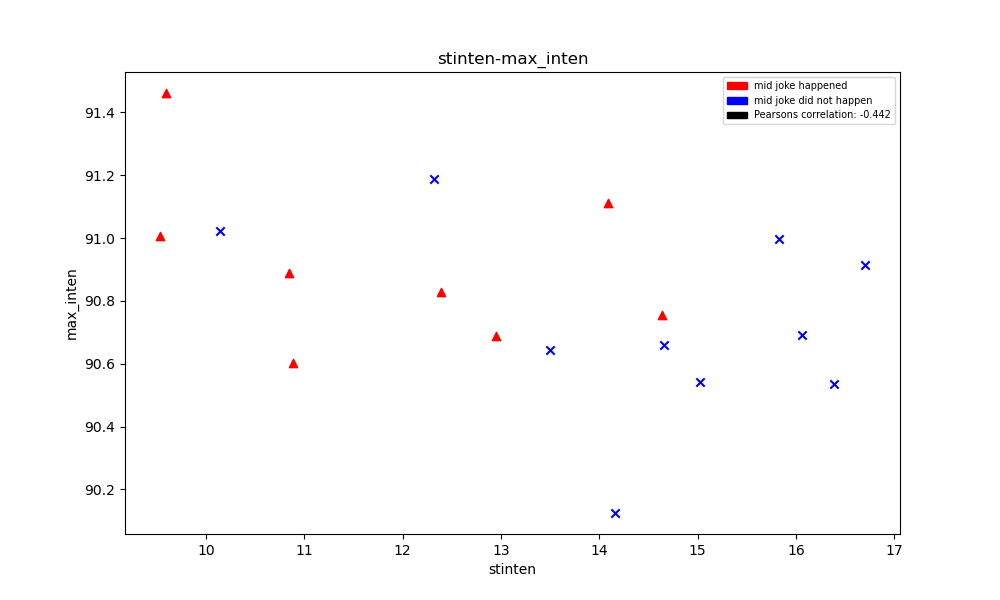 stinten-max_inten
mid joke happened
mid joke did not happen
Pearsons correlation: -0.442
91.4
91.2
91.0
90.8
90.6
90.4
90.2
max_inten
10 11 12 13 14 15 16 17
stinten